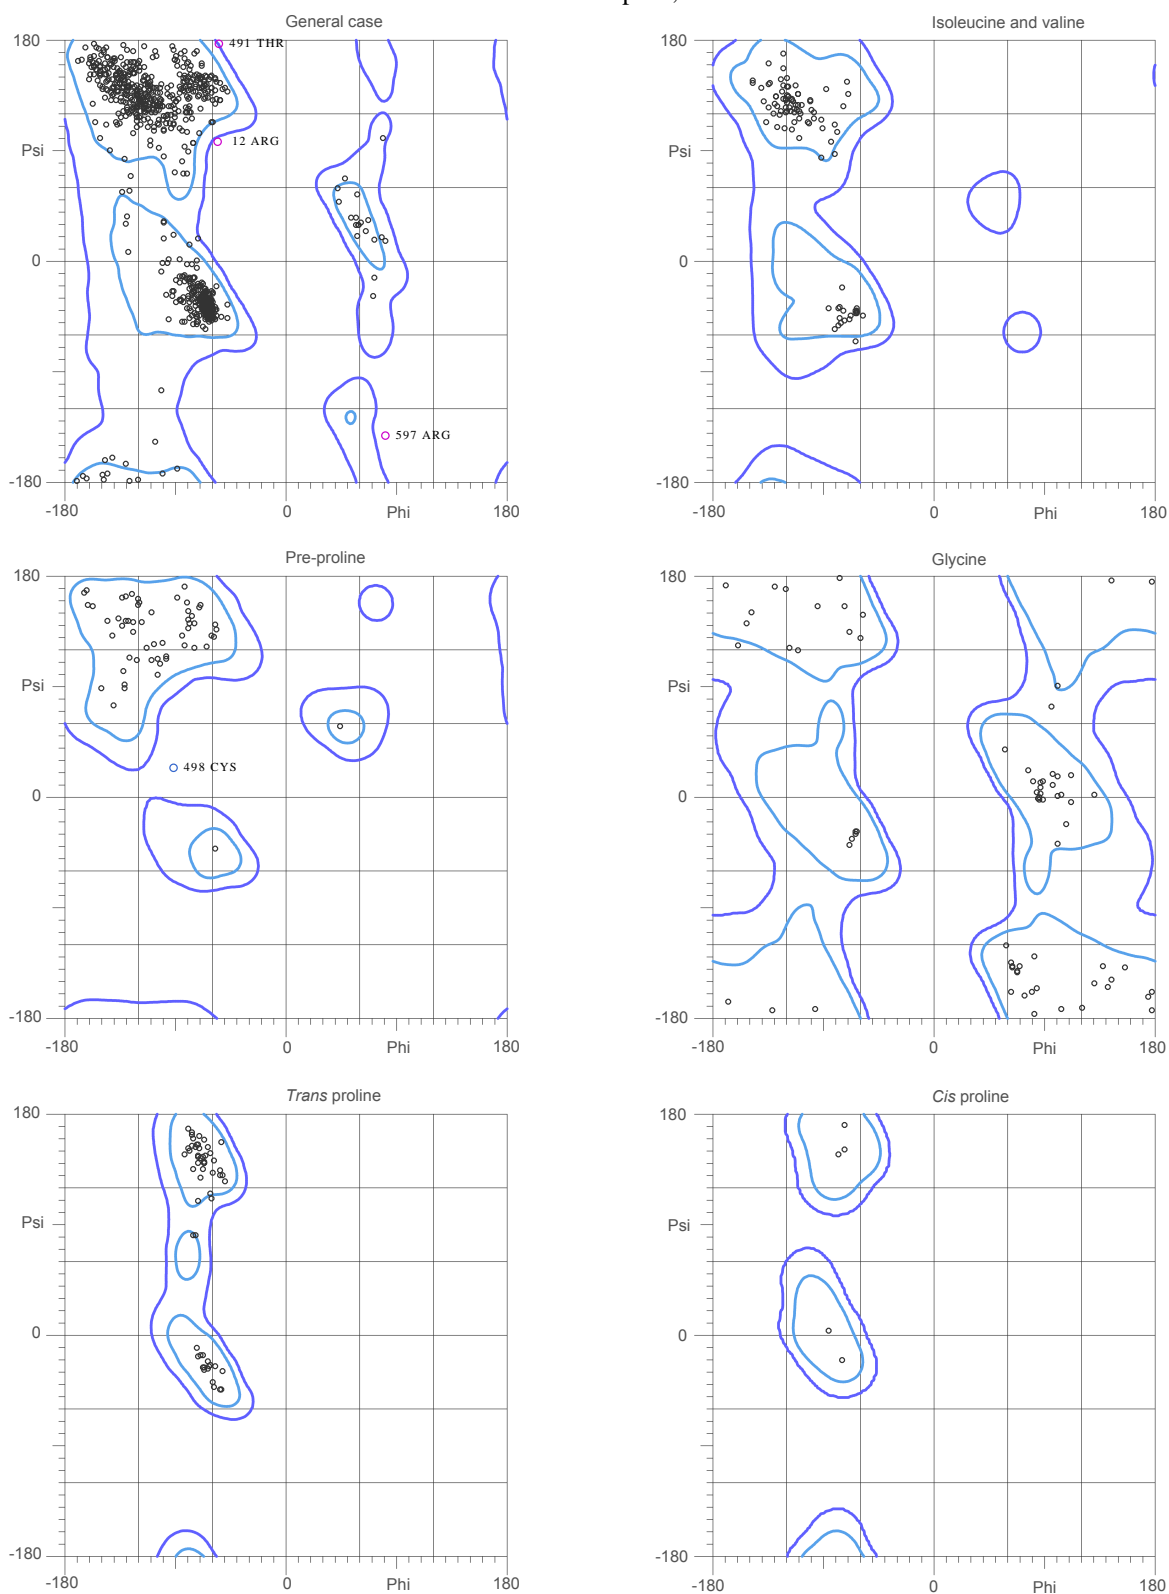 General case
Isoleucine and valine
180
491 THR
12 ARG
Psi
0
597 ARG
-180
-180
0
Phi
180
180
Psi
0
-180
-180
0
Phi
180
Pre-proline
Glycine
180
Psi
498 CYS
0
-180
-180
0
Phi
180
180
Psi
0
-180
-180
0
Phi
180
Trans proline
Cis proline
180
Psi
0
-180
-180
0
Phi
180
180
Psi
0
-180
-180
0
Phi
180